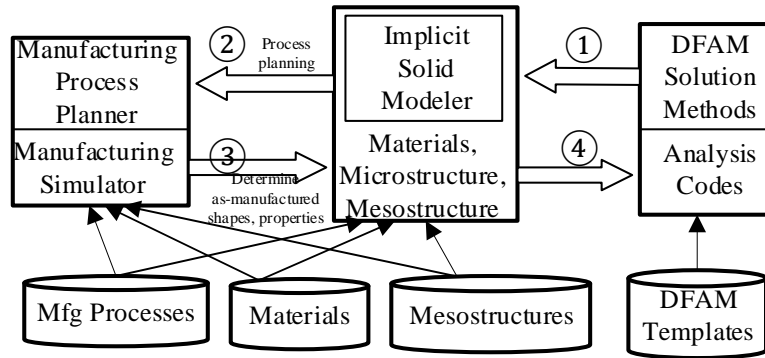 Manufacturing
Process
Planner
Manufacturing
Simulator
②
Process
planning
③
Determine
as-manufactured
shapes, properties
Implicit
Solid
Modeler
Materials,
Microstructure,
Mesostructure
①
④
DFAM
Solution
Methods
Analysis
Codes
Mfg Processes
Materials
Mesostructures
DFAM
Templates